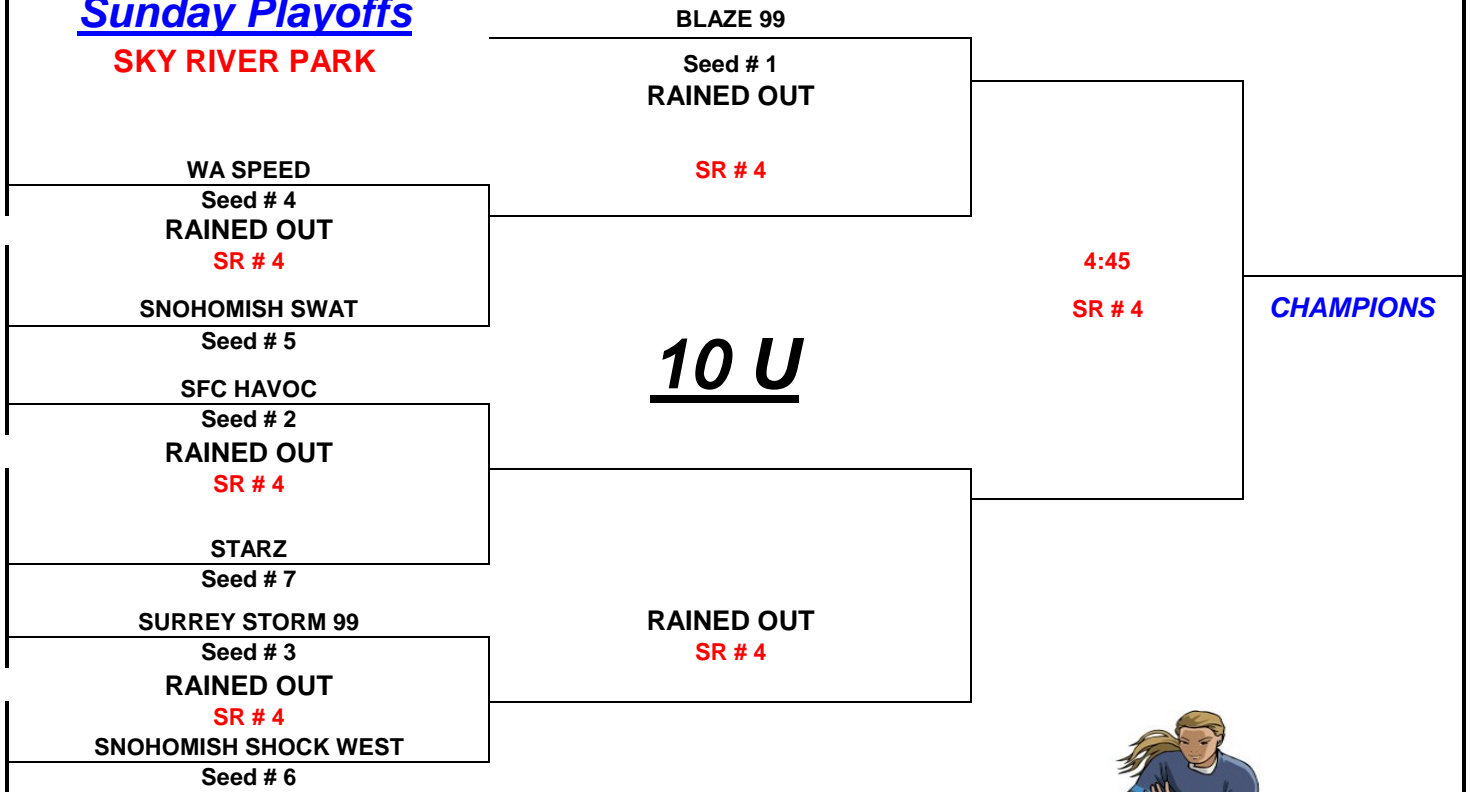 Sunday Playoffs
SKY RIVER PARK
BLAZE 99
Seed # 1
RAINED OUT
SR # 4
WA SPEED
Seed # 4
RAINED OUT
SR # 4
SNOHOMISH SWAT
Seed # 5
4:45
SR # 4
CHAMPIONS
10 U
SFC HAVOC
Seed # 2
RAINED OUT
SR # 4
STARZ
Seed # 7
SURREY STORM 99
Seed # 3
RAINED OUT
SR # 4
SNOHOMISH SHOCK WEST
Seed # 6
RAINED OUT
SR # 4